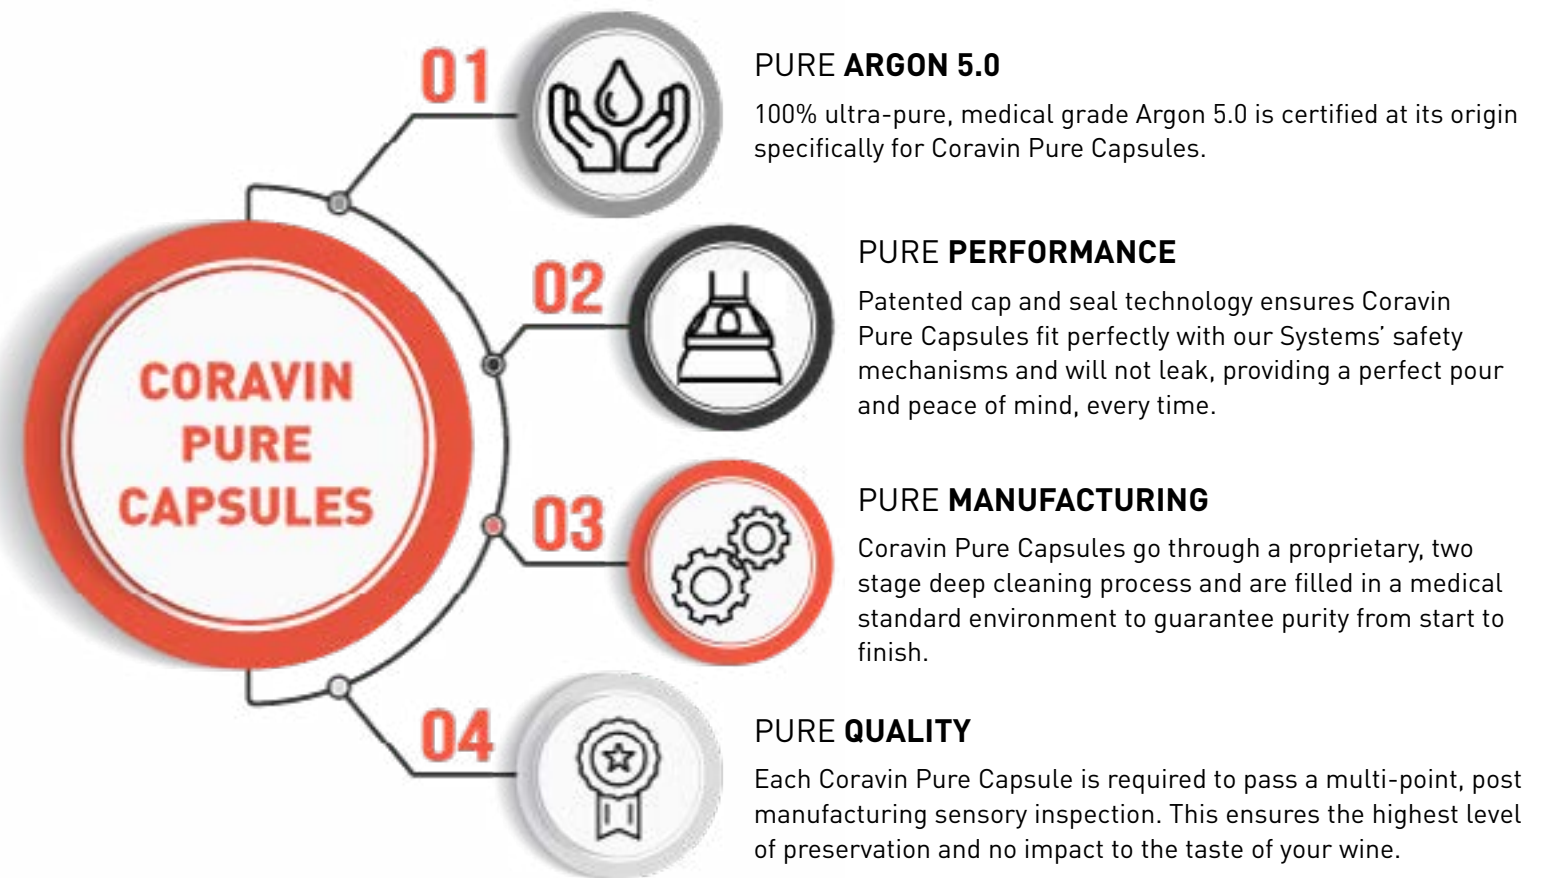 CORAVIN
PURE
CAPSULES
01
PURE ARGON 5.0
100% ultra-pure, medical grade Argon 5.0 is certified at its origin
specifically for Coravin Pure Capsules.
02
PURE PERFORMANCE
Patented cap and seal technology ensures Coravin
Pure Capsules fit perfectly with our Systems’ safety
mechanisms and will not leak, providing a perfect pour
and peace of mind, every time.
03
PURE MANUFACTURING
Coravin Pure Capsules go through a proprietary, two
stage deep cleaning process and are filled in a medical
standard environment to guarantee purity from start to
finish.
04
PURE QUALITY
Each Coravin Pure Capsule is required to pass a multi-point, post
manufacturing sensory inspection. This ensures the highest level
of preservation and no impact to the taste of your wine.